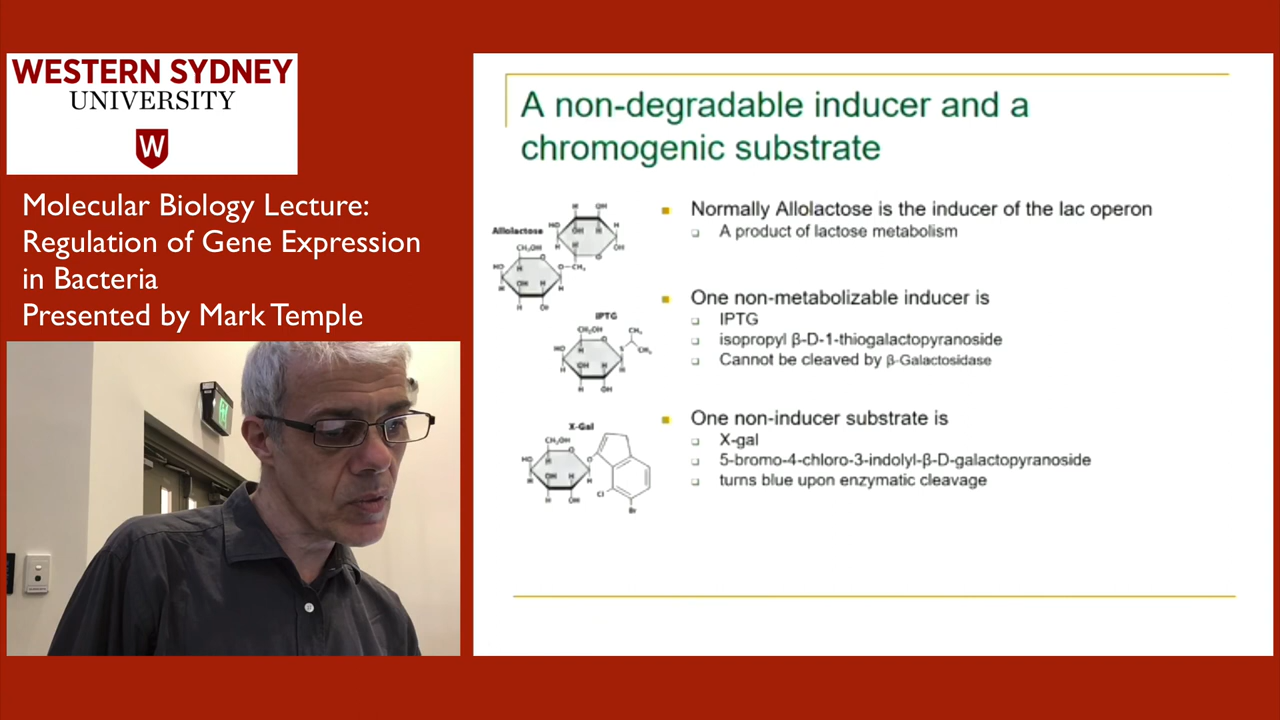 WESTERN SYDNEY
UNIVERSITY
W
Molecular Biology Lecture:
Regulation of Gene Expression
in Bacteria
Presented by Mark Temple
A non-degradable inducer and a
chromogenic substrate
Allolactose
Normally Allolactose is the inducer of the lac operon
A product of lactose metabolism
IPTG
One non-metabolizable inducer is
IPTG
isopropyl β-D-1-thiogalactopyranoside
Cannot be cleaved by β-Galactosidase
X-Gal
One non-inducer substrate is
X-gal
5-bromo-4-chloro-3-indolyl-β-D-galactopyranoside
turns blue upon enzymatic cleavage